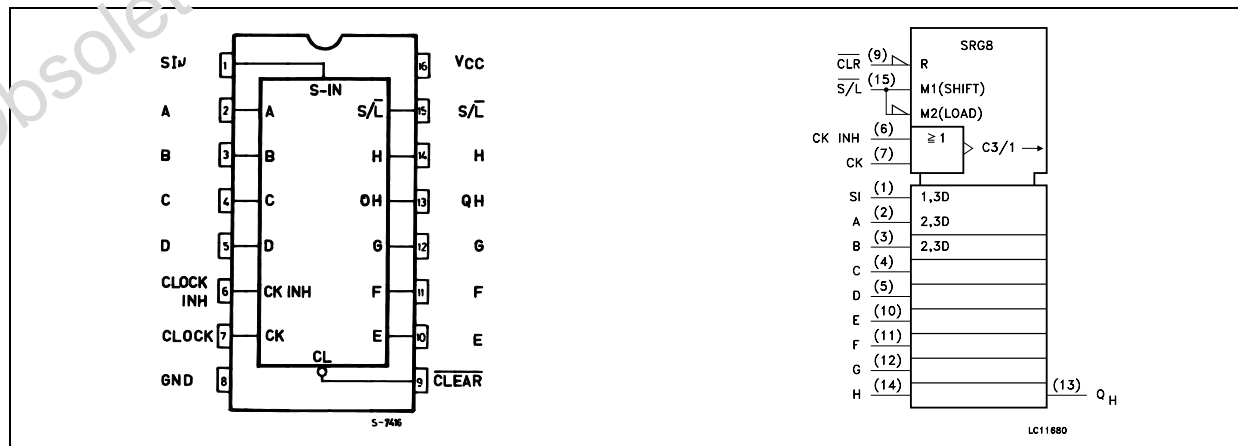 Obsolet
SIN 1 16 VCC
S-IN
A 2 A S/L̅ 15 S/L̅
B 3 B H 14 H
C 4 C QH 13 QH
D 5 D G 12 G
CLOCK INH 6 CK INH F 11 F
CLOCK 7 CK E 10 E
CL
GND 8 9 C̅L̅E̅A̅R̅
S-7416
SRG8
C̅L̅R̅ (9) R
S̅/̅L̅ (15) M1(SHIFT)
M2(LOAD)
CK INH (6) ≧ 1
C3/1
CK (7)
SI (1) 1,3D
A (2) 2,3D
B (3) 2,3D
C (4)
D (5)
E (10)
F (11)
G (12)
H (14) (13) QH
LC11680